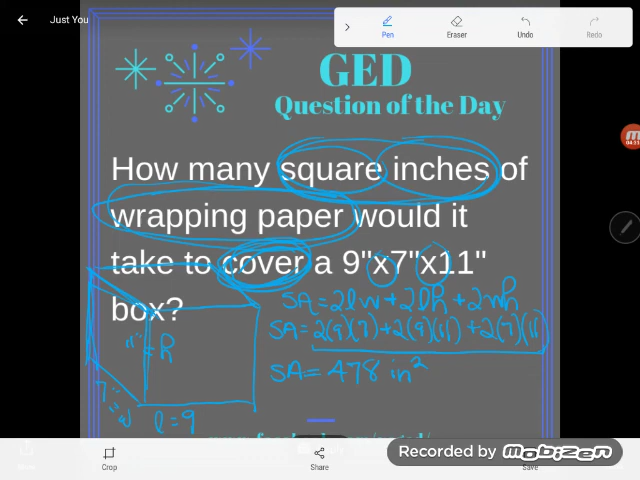 Just You
Pen
Eraser
Undo
Redo
GED
Question of the Day
How many square inches of
wrapping paper would it
take to cover a 9"x7"x11"
box?
SA=2lw+2lh+2wh
SA=2(9)(7)+2(9)(11)+2(7)(11)
SA=478 in²
11"=h
7"=w
l=9
Crop
Share
Save
Recorded by mobizen